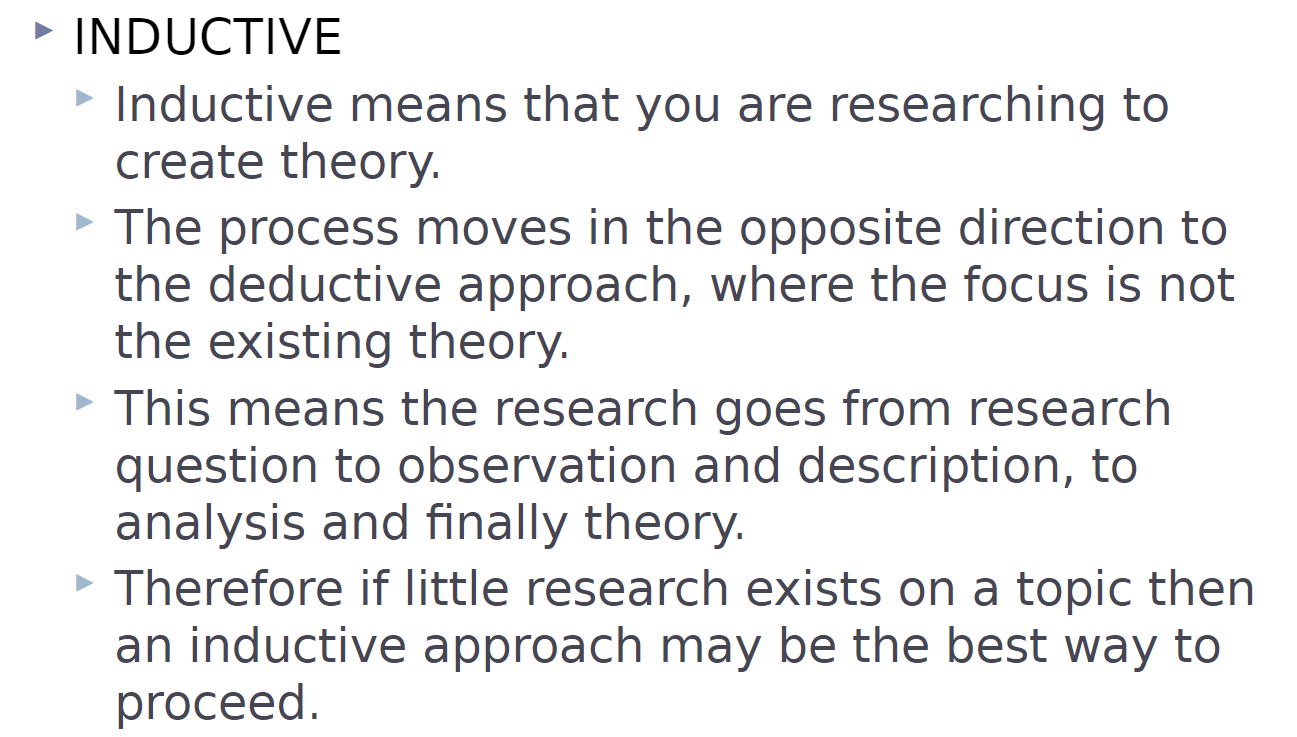 INDUCTIVE
Inductive means that you are researching to
create theory.
The process moves in the opposite direction to
the deductive approach, where the focus is not
the existing theory.
This means the research goes from research
question to observation and description, to
analysis and finally theory.
Therefore if little research exists on a topic then
an inductive approach may be the best way to
proceed.